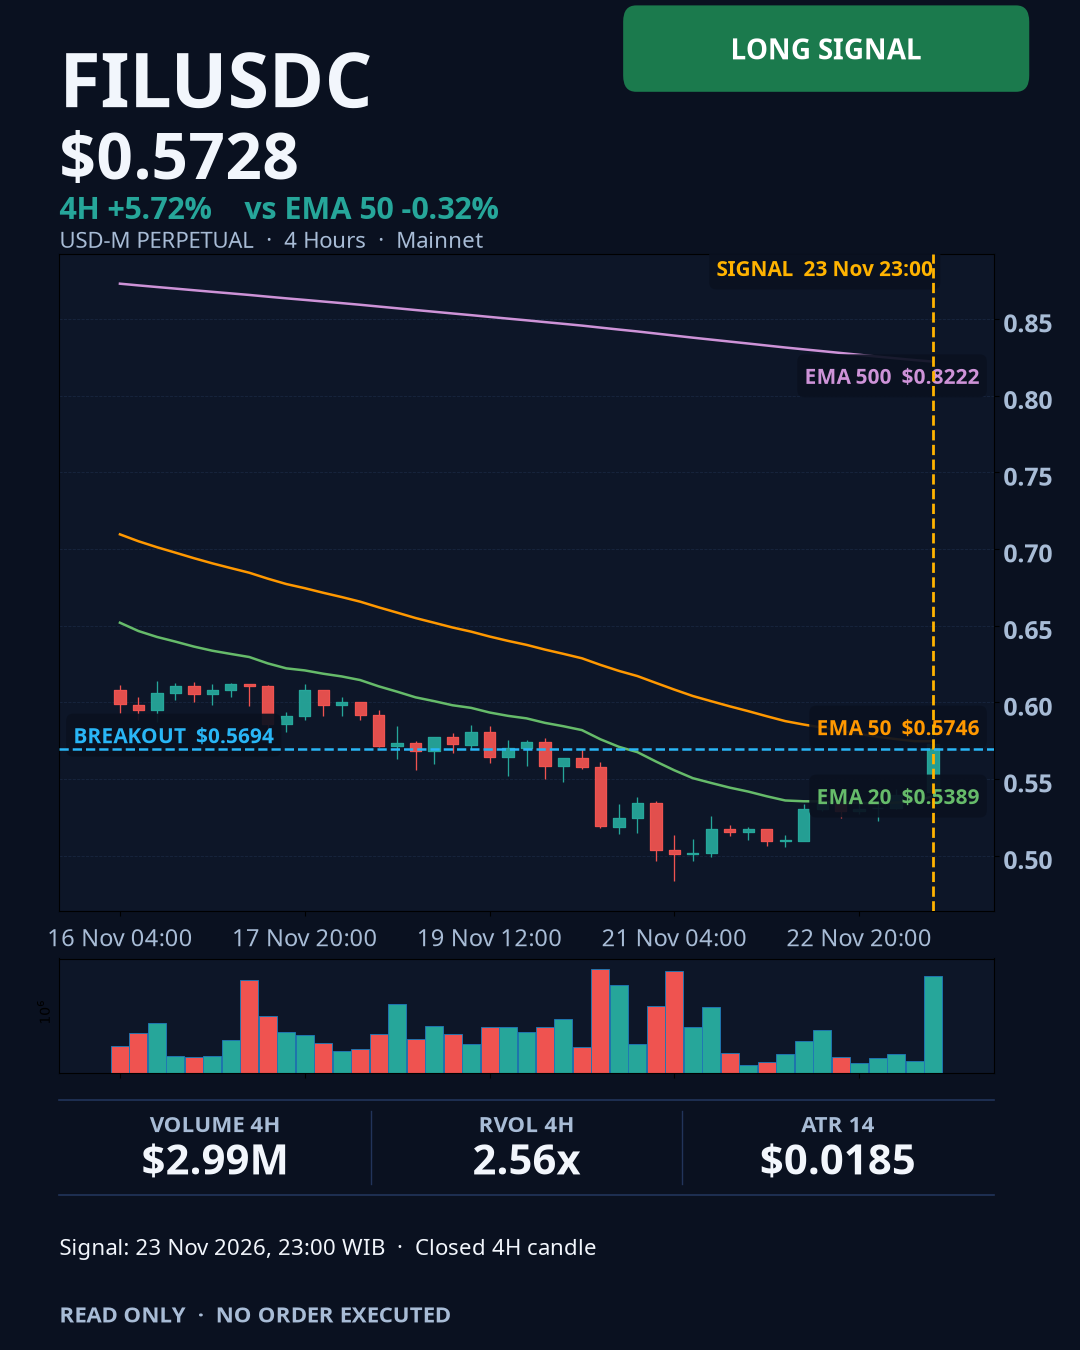 LONG SIGNAL
FILUSDC
$0.5728
4H +5.72% vs EMA 50 -0.32%
USD-M PERPETUAL · 4 Hours · Mainnet
SIGNAL 23 Nov 23:00
0.85
EMA 500 $0.8222
0.80
0.75
0.70
0.65
0.60
EMA 50 $0.5746
BREAKOUT $0.5694
0.55
EMA 20 $0.5389
0.50
16 Nov 04:00 17 Nov 20:00 19 Nov 12:00 21 Nov 04:00 22 Nov 20:00
10⁶
VOLUME 4H RVOL 4H ATR 14
$2.99M 2.56x $0.0185
Signal: 23 Nov 2026, 23:00 WIB · Closed 4H candle
READ ONLY · NO ORDER EXECUTED